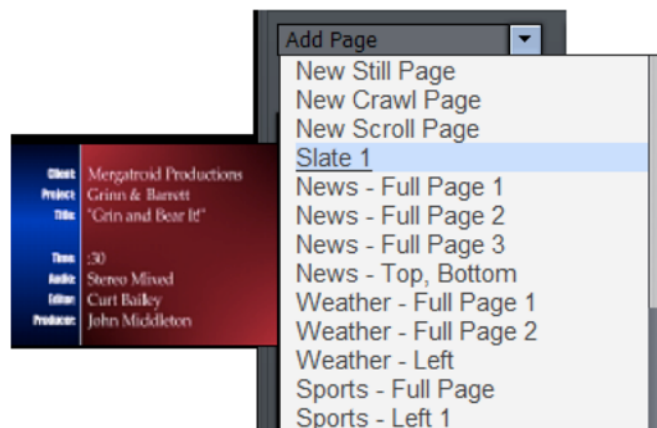 Add Page
New Still Page
New Crawl Page
New Scroll Page
Slate 1
News - Full Page 1
News - Full Page 2
News - Full Page 3
News - Top, Bottom
Weather - Full Page 1
Weather - Full Page 2
Weather - Left
Sports - Full Page
Sports - Left 1
Client: Mergatroid Productions
Project: Grinn & Barrett
Title: "Grin and Bear It!"
Time: :30
Audio: Stereo Mixed
Editor: Curt Bailey
Producer: John Middleton